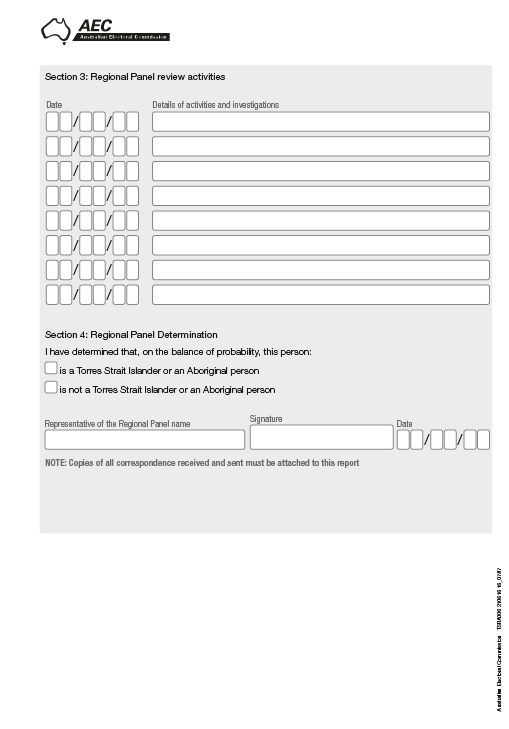 AEC
Australian Electoral Commission
Section 3: Regional Panel review activities
Date Details of activities and investigations
/ /
/ /
/ /
/ /
/ /
/ /
/ /
/ /
Section 4: Regional Panel Determination
I have determined that, on the balance of probability, this person:
is a Torres Strait Islander or an Aboriginal person
is not a Torres Strait Islander or an Aboriginal person
Representative of the Regional Panel name Signature Date
/ /
NOTE: Copies of all correspondence received and sent must be attached to this report
Australian Electoral Commission